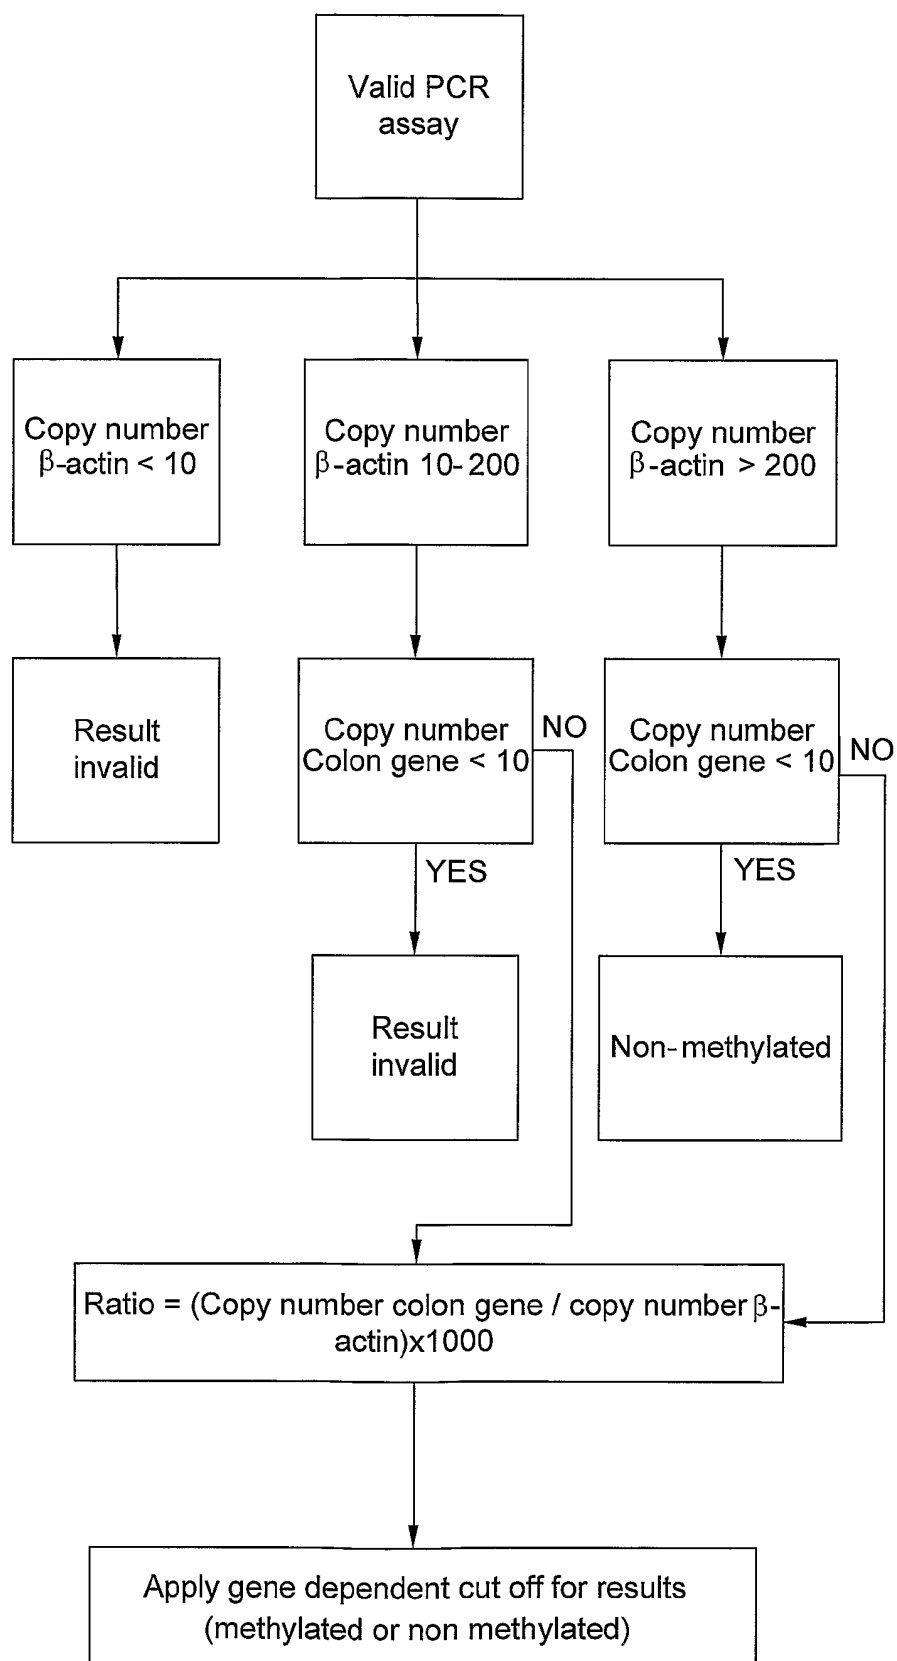 Valid PCR
assay
Copy number
β-actin < 10
Copy number
β-actin 10-200
Copy number
β-actin > 200
Result
invalid
Copy number
Colon gene < 10
NO
Copy number
Colon gene < 10
NO
YES
YES
Result
invalid
Non-methylated
Ratio = (Copy number colon gene / copy number β-
actin)x1000
Apply gene dependent cut off for results
(methylated or non methylated)